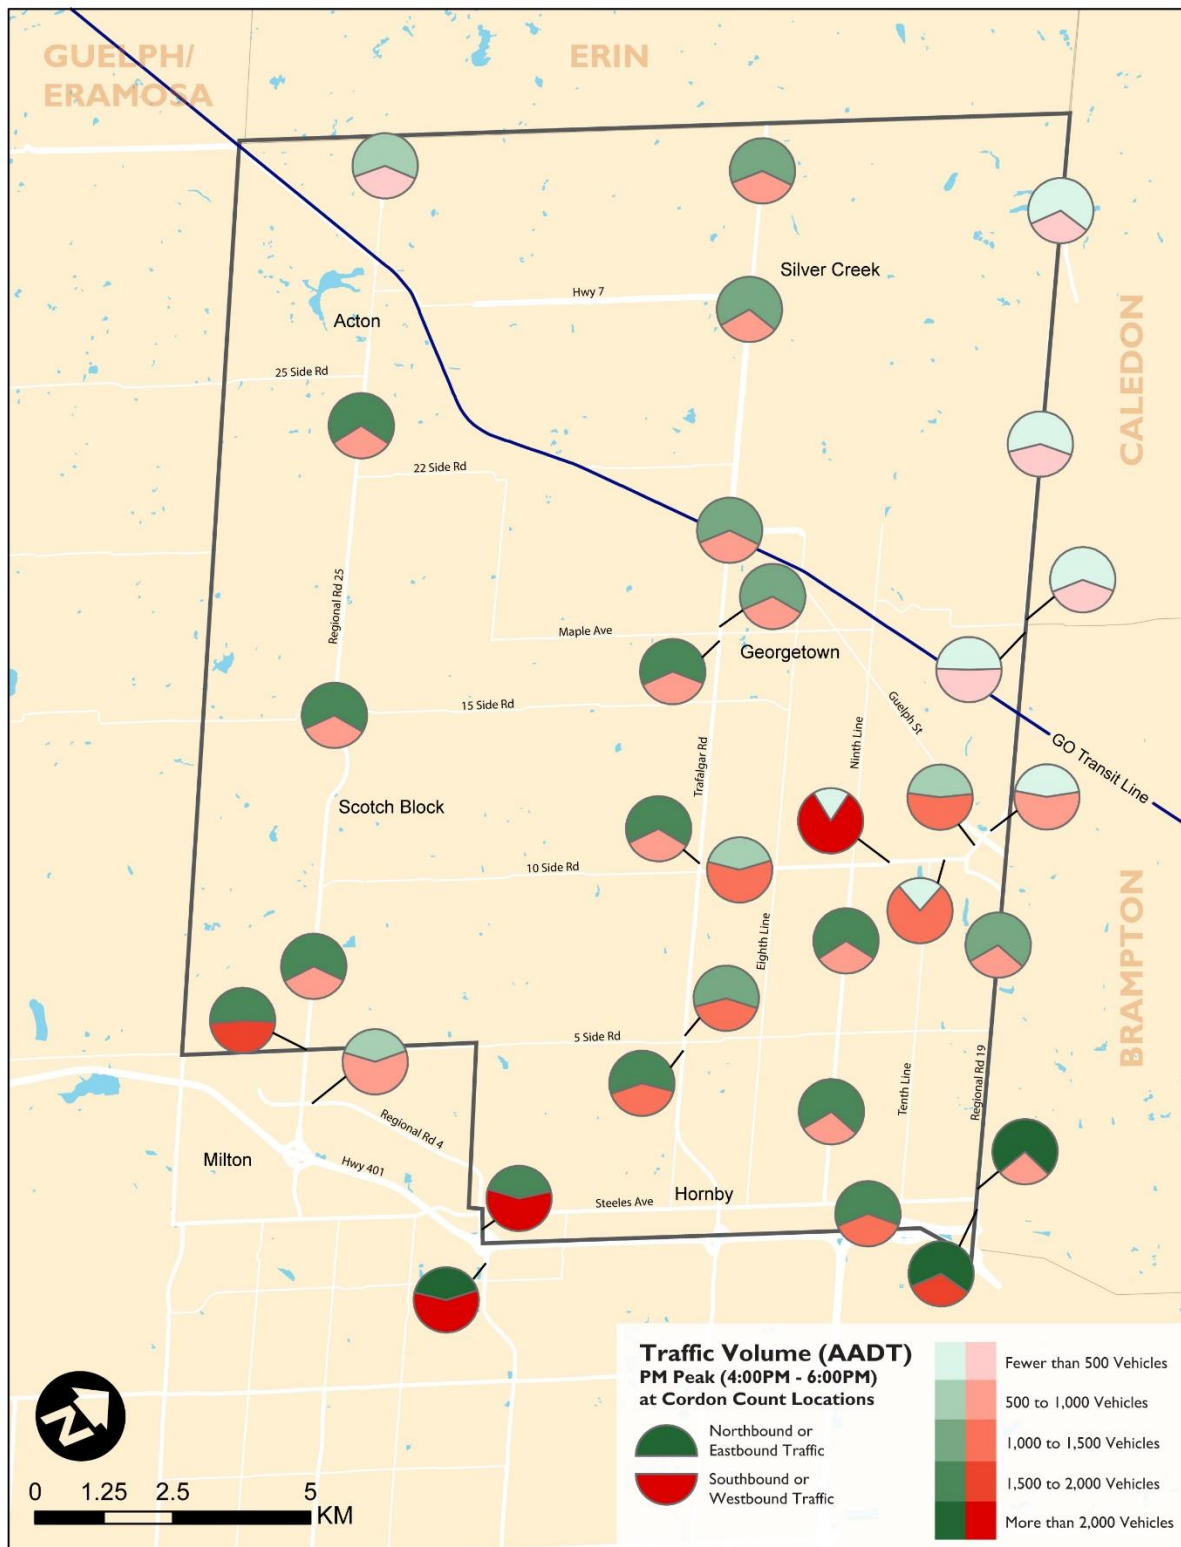 GUELPH/
ERAMOSA
ERIN
Silver Creek
Hwy 7
CALEDON
Acton
25 Side Rd
22 Side Rd
Regional Rd 25
Maple Ave
Georgetown
15 Side Rd
Guelph St
Trafalgar Rd
Ninth Line
GO Transit Line
Scotch Block
10 Side Rd
Eighth Line
BRAMPTON
5 Side Rd
Tenth Line
Regional Rd 19
Regional Rd 4
Milton
Hwy 401
Hornby
Steeles Ave
Traffic Volume (AADT)
PM Peak (4:00PM - 6:00PM)
at Cordon Count Locations
Northbound or
Eastbound Traffic
Southbound or
Westbound Traffic
Fewer than 500 Vehicles
500 to 1,000 Vehicles
1,000 to 1,500 Vehicles
1,500 to 2,000 Vehicles
More than 2,000 Vehicles
N
0 1.25 2.5 5
KM